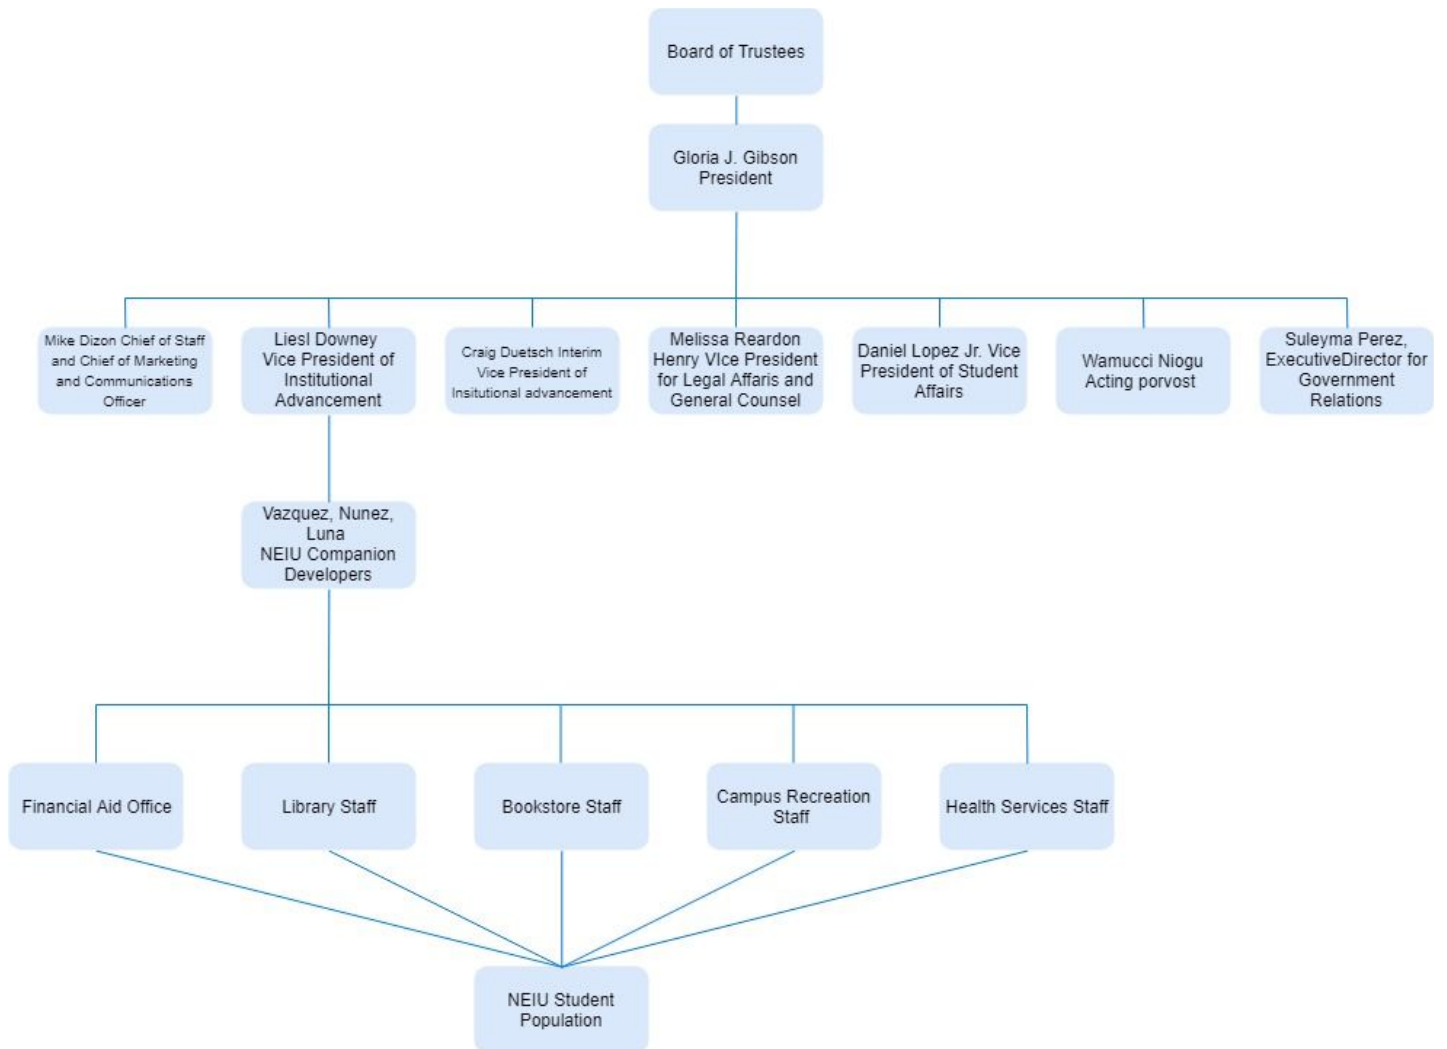 Board of Trustees
Gloria J. Gibson
President
Mike Dizon Chief of Staff
and Chief of Marketing
and Communications
Officer
Liesl Downey
Vice President of
Institutional
Advancement
Craig Duetsch Interim
Vice President of
Insitutional advancement
Melissa Reardon
Henry VIce President
for Legal Affaris and
General Counsel
Daniel Lopez Jr. Vice
President of Student
Affairs
Wamucci Niogu
Acting porvost
Suleyma Perez,
ExecutiveDirector for
Government
Relations
Vazquez, Nunez,
Luna
NEIU Companion
Developers
Financial Aid Office
Library Staff
Bookstore Staff
Campus Recreation
Staff
Health Services Staff
NEIU Student
Population